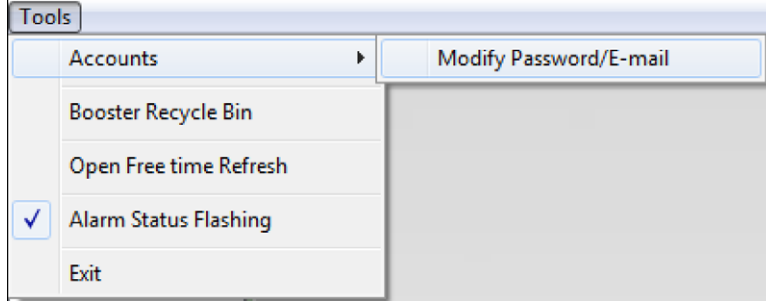 Tools
Accounts
Modify Password/E-mail
Booster Recycle Bin
Open Free time Refresh
Alarm Status Flashing
Exit